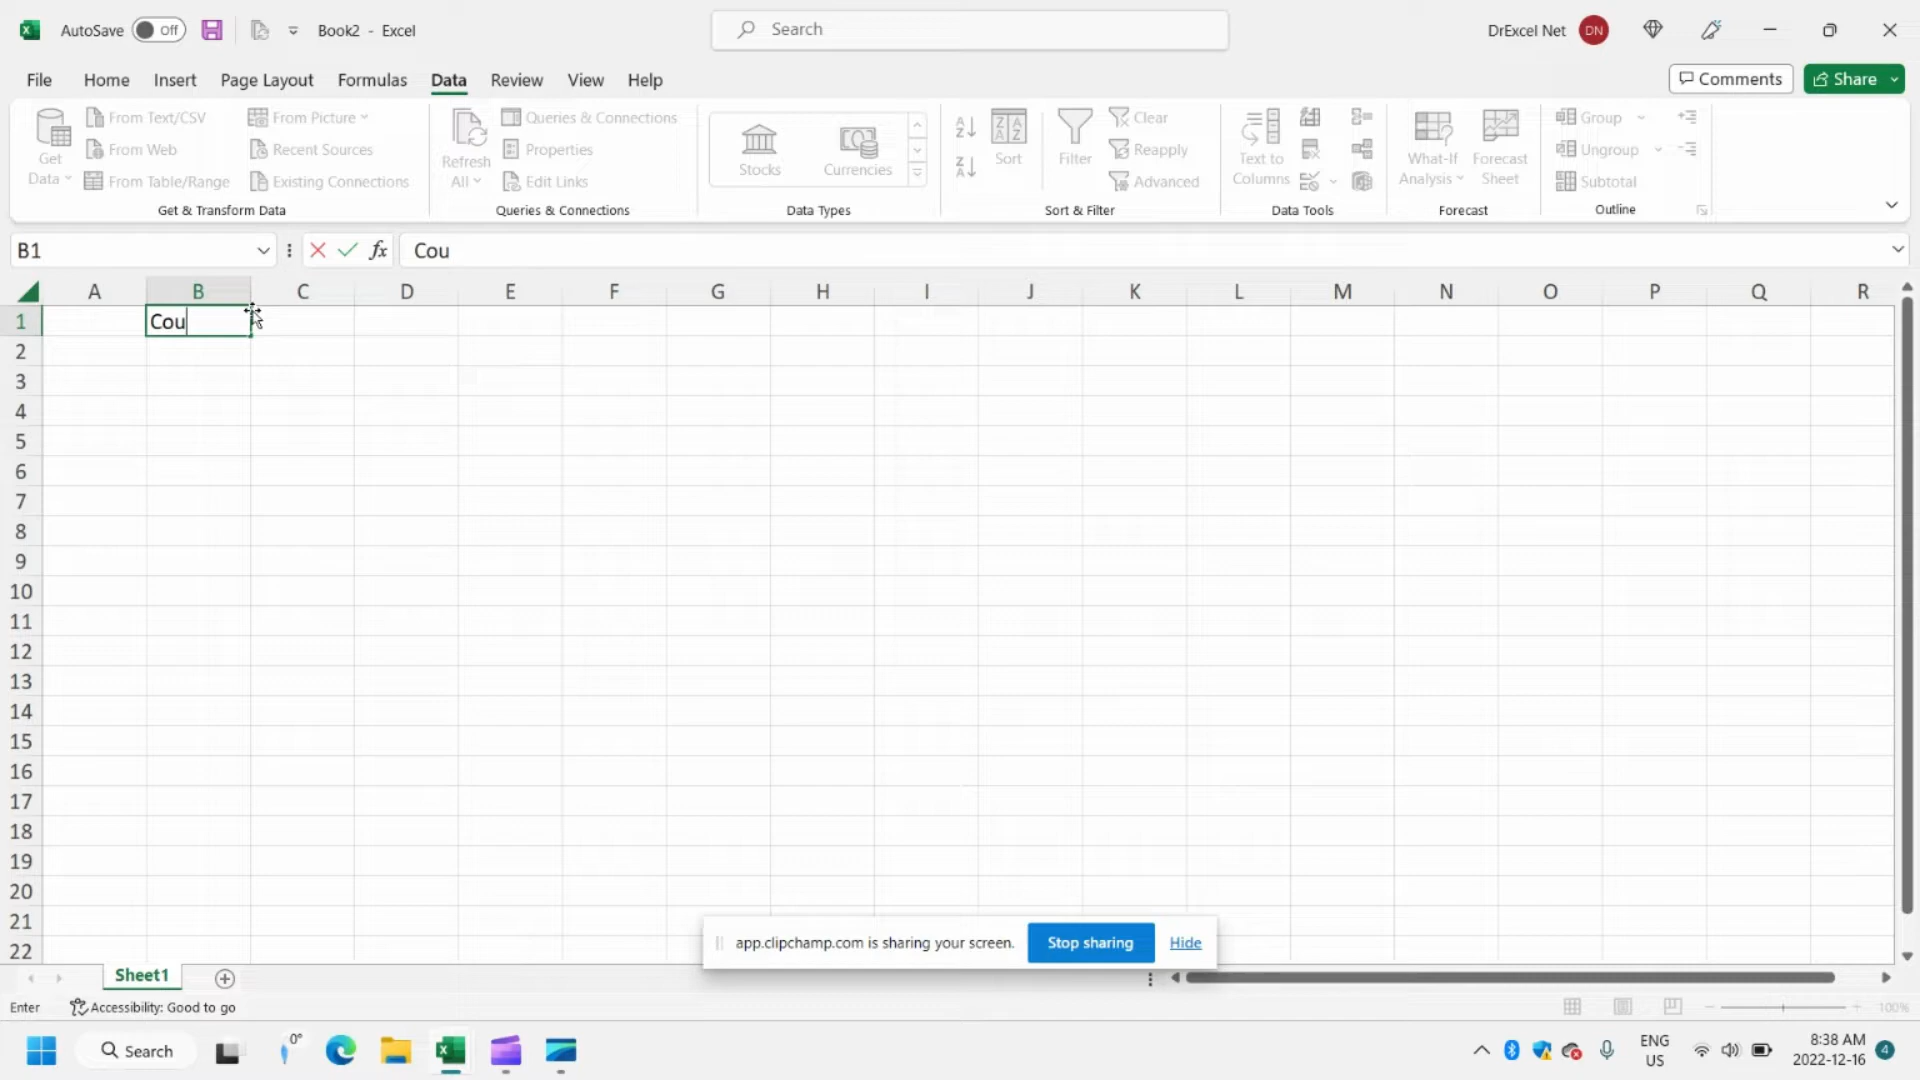 AutoSave Off Book2 - Excel Search DrExcel Net DN
File Home Insert Page Layout Formulas Data Review View Help Comments Share
Get Data
From Text/CSV
From Web
From Table/Range
From Picture
Recent Sources
Existing Connections
Get & Transform Data
Refresh All
Queries & Connections
Properties
Edit Links
Queries & Connections
Stocks Currencies
Data Types
Sort
Filter
Clear
Reapply
Advanced
Sort & Filter
Text to Columns
Data Tools
What-If Analysis
Forecast Sheet
Forecast
Group
Ungroup
Subtotal
Outline
B1 fx Cou
A B C D E F G H I J K L M N O P Q R
1 Cou
2
3
4
5
6
7
8
9
10
11
12
13
14
15
16
17
18
19
20
21
22
app.clipchamp.com is sharing your screen. Stop sharing Hide
Sheet1
Enter Accessibility: Good to go 100%
Search 0° ENG US 8:38 AM 2022-12-16 4